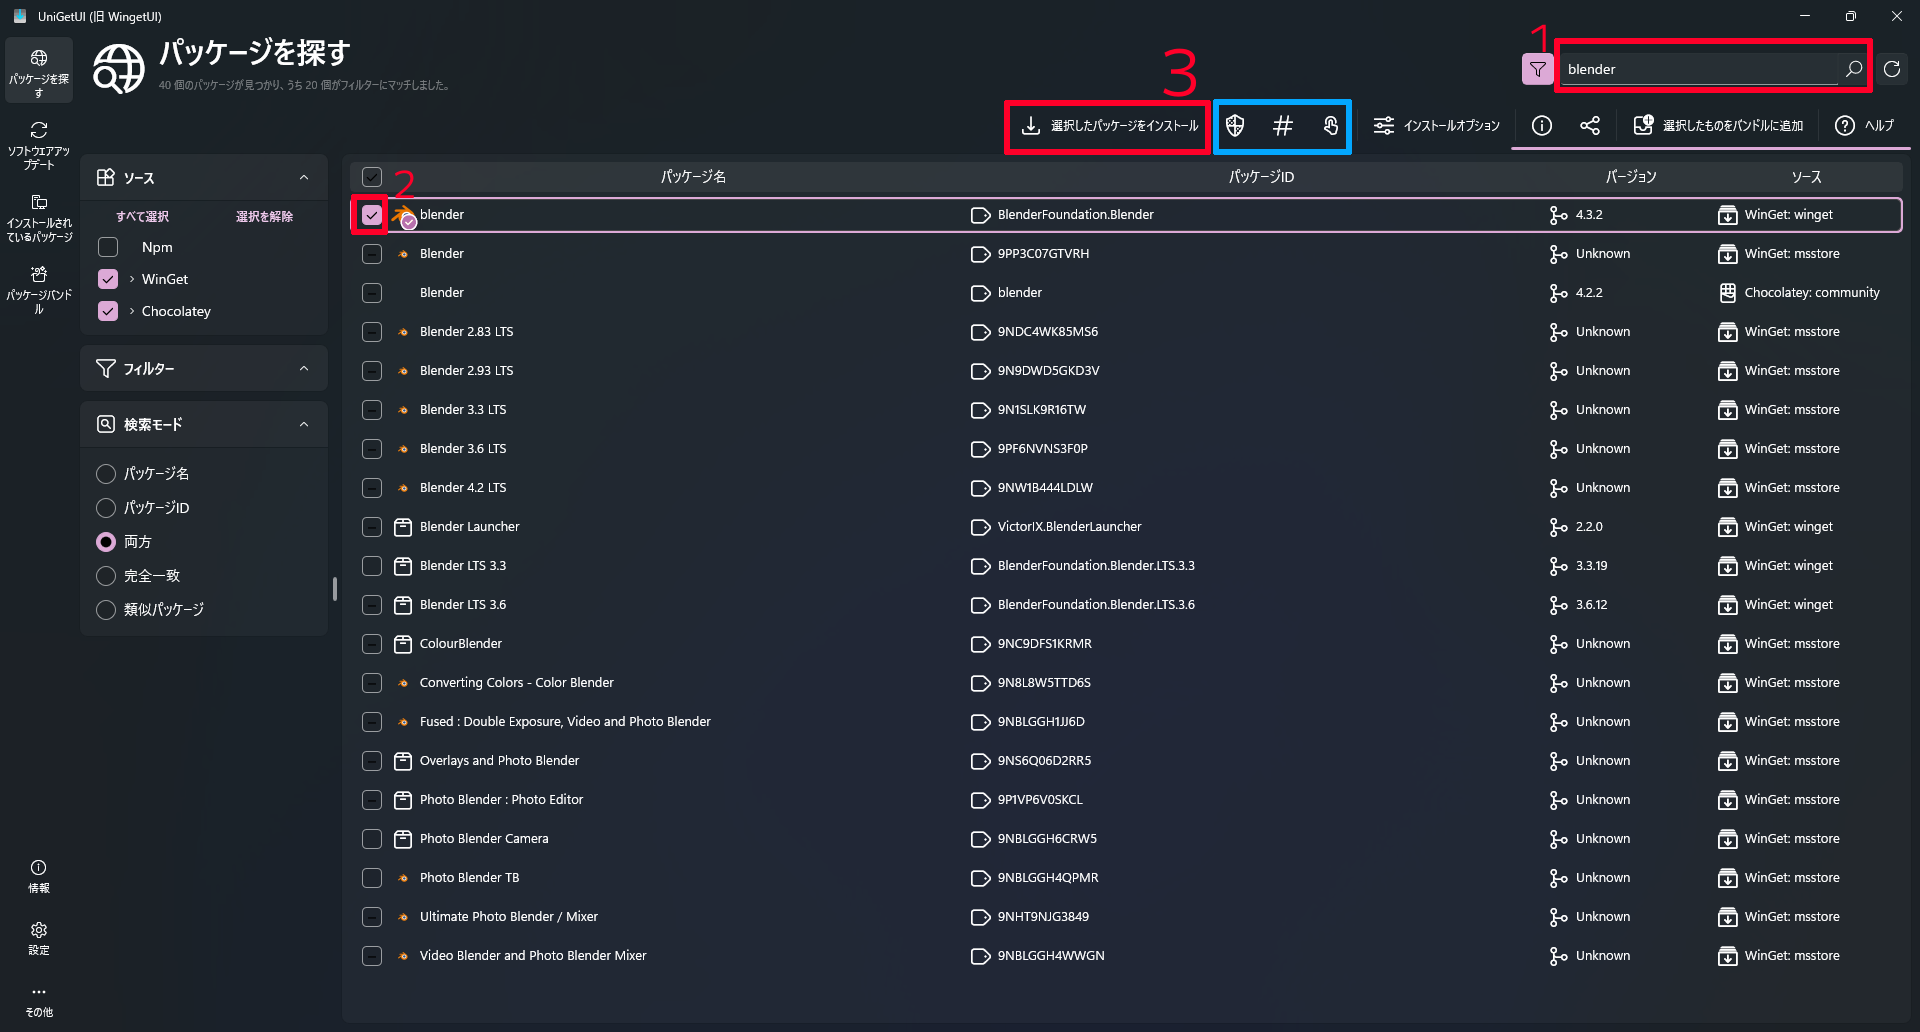 UniGetUI (旧 WingetUI)
パッケージを探す
パッケージを探す
40 個のパッケージが見つかり、うち 20 個がフィルターにマッチしました。
1
blender
3
選択したパッケージをインストール
インストールオプション
選択したものをバンドルに追加
ヘルプ
ソフトウエアアップデート
インストールされているパッケージ
パッケージバンドル
ソース
すべて選択 選択を解除
Npm
WinGet
Chocolatey
フィルター
検索モード
パッケージ名
パッケージID
両方
完全一致
類似パッケージ
情報
設定
その他
パッケージ名 パッケージID バージョン ソース
2
blender BlenderFoundation.Blender 4.3.2 WinGet: winget
Blender 9PP3C07GTVRH Unknown WinGet: msstore
Blender blender 4.2.2 Chocolatey: community
Blender 2.83 LTS 9NDC4WK85MS6 Unknown WinGet: msstore
Blender 2.93 LTS 9N9DWD5GKD3V Unknown WinGet: msstore
Blender 3.3 LTS 9N1SLK9R16TW Unknown WinGet: msstore
Blender 3.6 LTS 9PF6NVNS3F0P Unknown WinGet: msstore
Blender 4.2 LTS 9NW1B444LDLW Unknown WinGet: msstore
Blender Launcher VictorIX.BlenderLauncher 2.2.0 WinGet: winget
Blender LTS 3.3 BlenderFoundation.Blender.LTS.3.3 3.3.19 WinGet: winget
Blender LTS 3.6 BlenderFoundation.Blender.LTS.3.6 3.6.12 WinGet: winget
ColourBlender 9NC9DFS1KRMR Unknown WinGet: msstore
Converting Colors - Color Blender 9N8L8W5TTD6S Unknown WinGet: msstore
Fused : Double Exposure, Video and Photo Blender 9NBLGGH1JJ6D Unknown WinGet: msstore
Overlays and Photo Blender 9NS6Q06D2RR5 Unknown WinGet: msstore
Photo Blender : Photo Editor 9P1VP6V0SKCL Unknown WinGet: msstore
Photo Blender Camera 9NBLGGH6CRW5 Unknown WinGet: msstore
Photo Blender TB 9NBLGGH4QPMR Unknown WinGet: msstore
Ultimate Photo Blender / Mixer 9NHT9NJG3849 Unknown WinGet: msstore
Video Blender and Photo Blender Mixer 9NBLGGH4WWGN Unknown WinGet: msstore